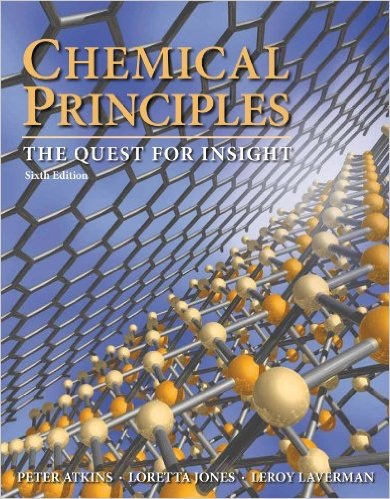 CHEMICAL
PRINCIPLES
THE QUEST FOR INSIGHT
Sixth Edition
PETER ATKINS · LORETTA JONES · LEROY LAVERMAN